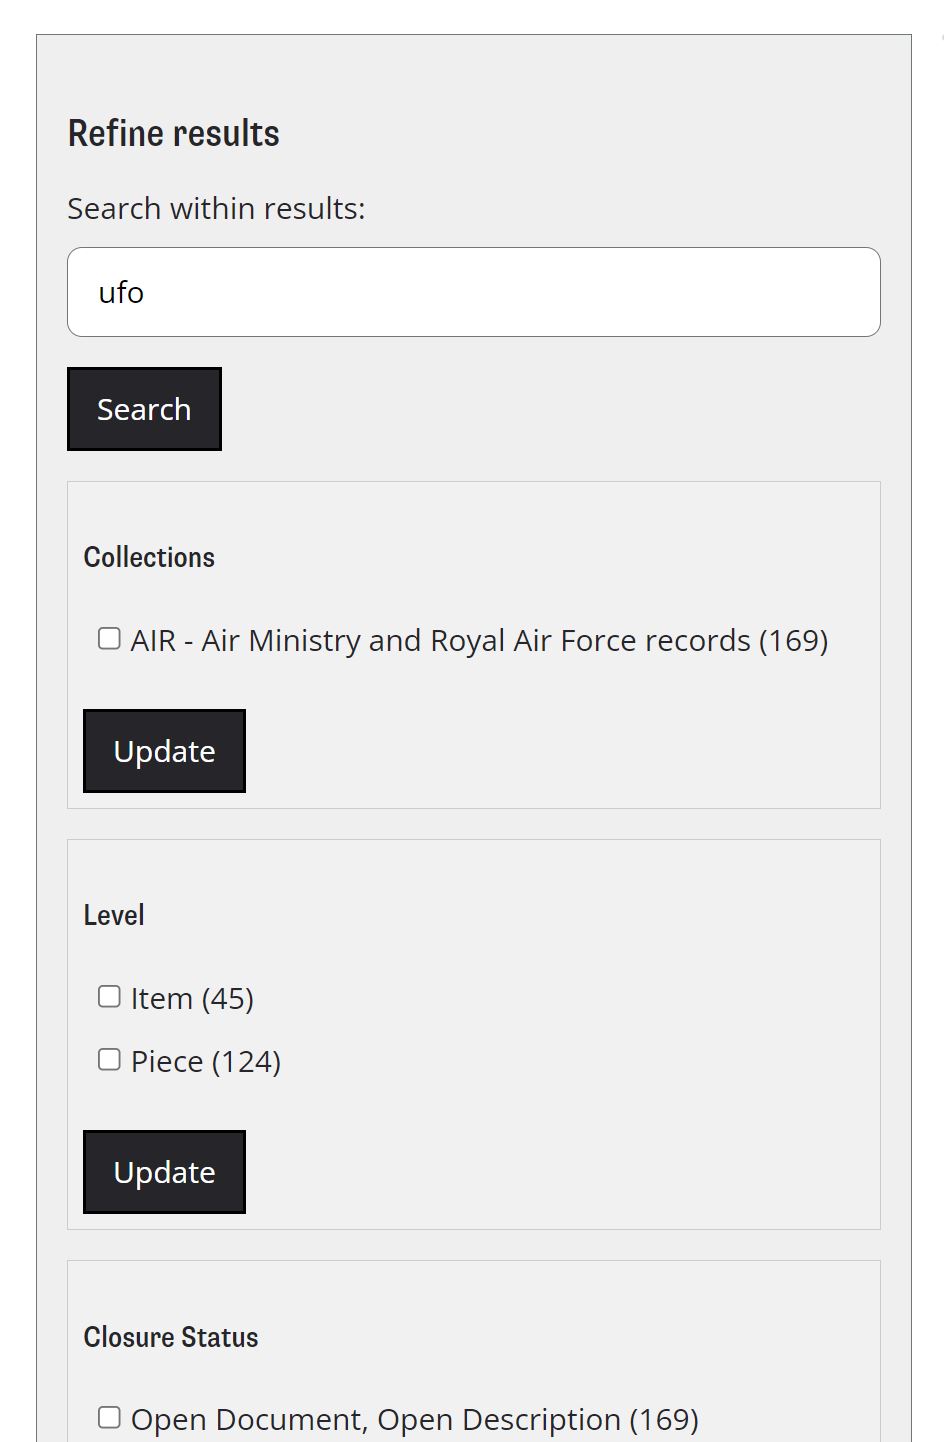 Refine results
Search within results:
ufo
Search
Collections
AIR - Air Ministry and Royal Air Force records (169)
Update
Level
Item (45)
Piece (124)
Update
Closure Status
Open Document, Open Description (169)